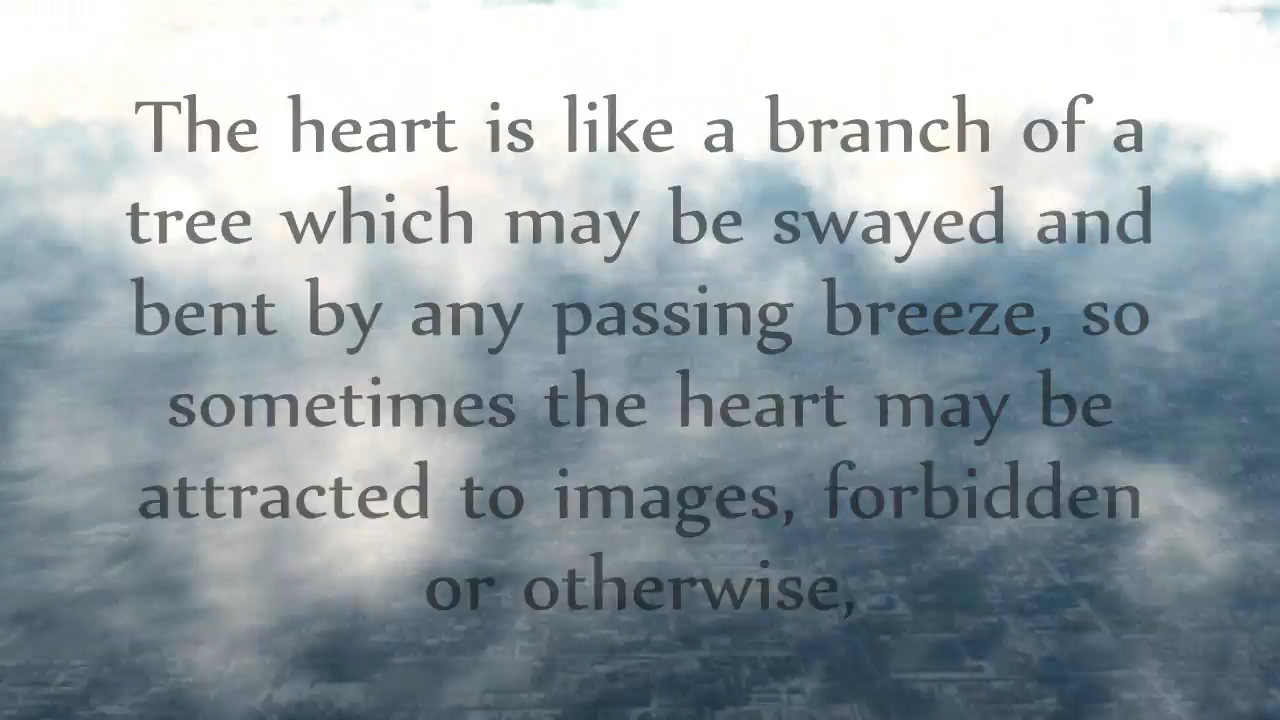 The heart is like a branch of a
tree which may be swayed and
bent by any passing breeze, so
sometimes the heart may be
attracted to images, forbidden
or otherwise,